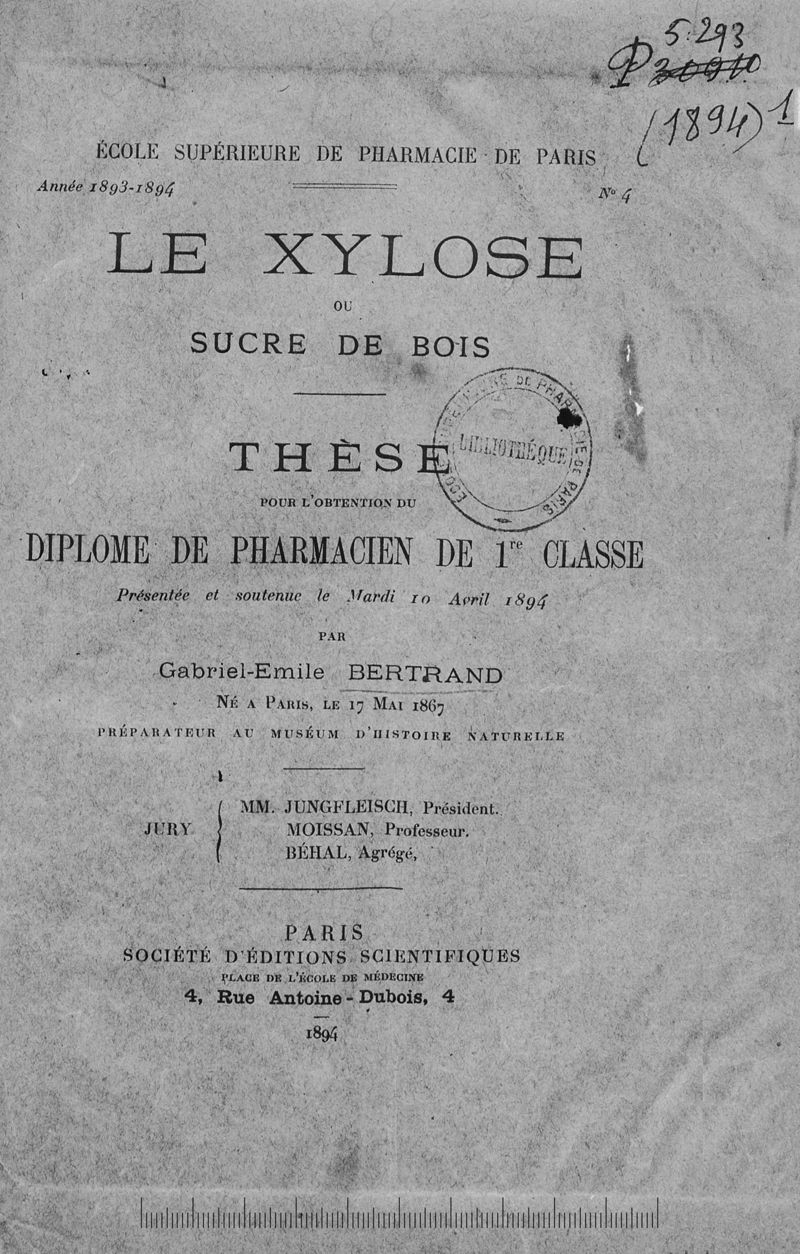 5.293
P 30910
(1894) 1
ÉCOLE SUPÉRIEURE DE PHARMACIE DE PARIS
Année 1893-1894
No 4
LE XYLOSE
OU
SUCRE DE BOIS
THÈSE
BIBLIOTHÉQUE
POUR L'OBTENTION DU
DIPLOME DE PHARMACIEN DE 1re CLASSE
Présentée et soutenue le Mardi 10 Avril 1894
PAR
Gabriel-Emile BERTRAND
NÉ A PARIS, LE 17 MAI 1867
PRÉPARATEUR AU MUSÉUM D'HISTOIRE NATURELLE
JURY
MM. JUNGFLEISCH, Président.
MOISSAN, Professeur.
BÉHAL, Agrégé,
PARIS
SOCIÉTÉ D'ÉDITIONS SCIENTIFIQUES
PLACE DE L'ÉCOLE DE MÉDECINE
4, Rue Antoine-Dubois, 4
1894